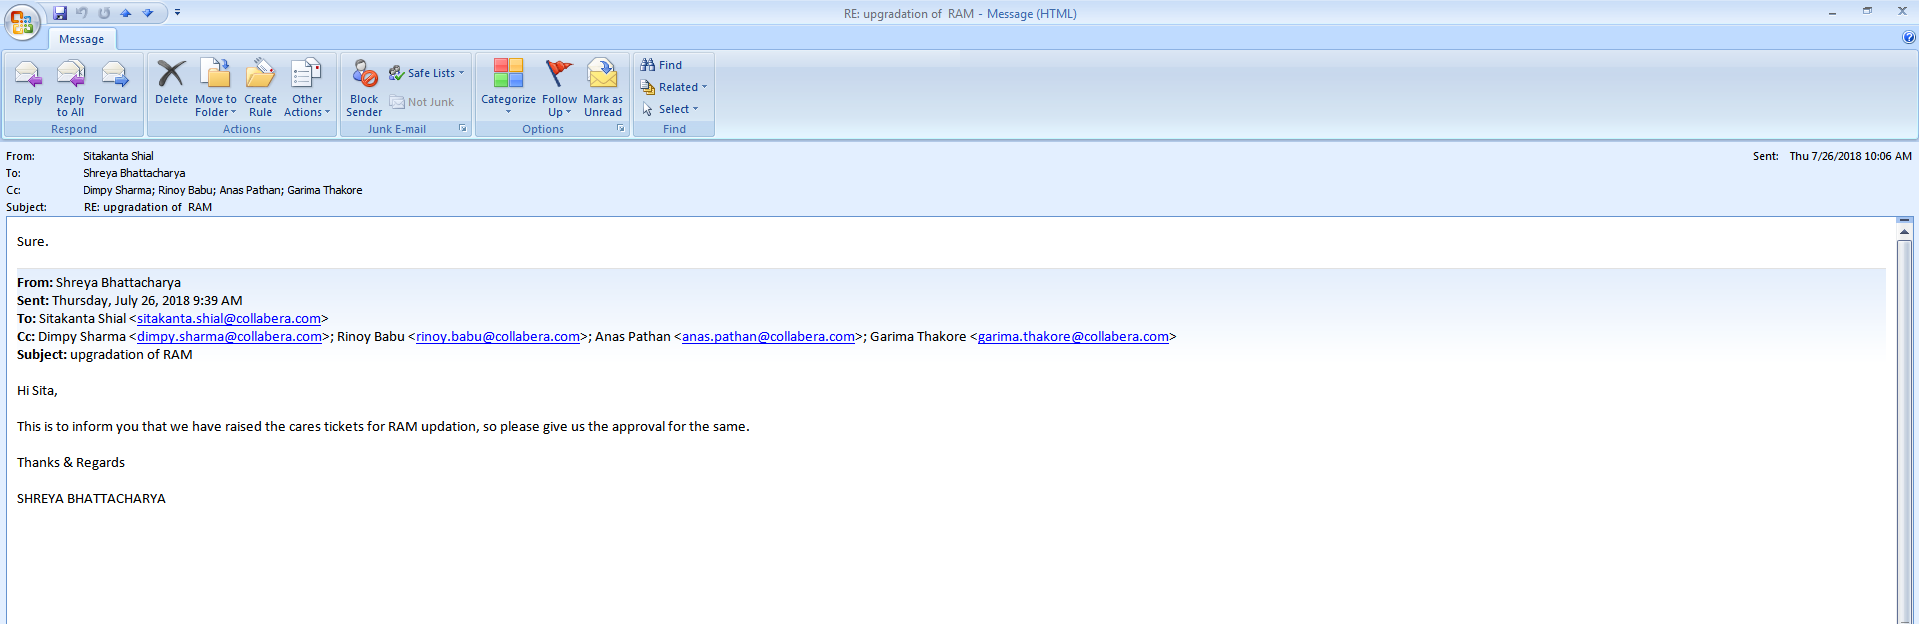 RE: upgradation of  RAM - Message (HTML)
Message
Reply
Reply to All
Forward
Respond
Delete
Move to Folder
Create Rule
Other Actions
Actions
Block Sender
Safe Lists
Not Junk
Junk E-mail
Categorize
Follow Up
Mark as Unread
Options
Find
Related
Select
Find
From: Sitakanta Shial
Sent: Thu 7/26/2018 10:06 AM
To: Shreya Bhattacharya
Cc: Dimpy Sharma; Rinoy Babu; Anas Pathan; Garima Thakore
Subject: RE: upgradation of  RAM
Sure.
From: Shreya Bhattacharya
Sent: Thursday, July 26, 2018 9:39 AM
To: Sitakanta Shial <sitakanta.shial@collabera.com>
Cc: Dimpy Sharma <dimpy.sharma@collabera.com>; Rinoy Babu <rinoy.babu@collabera.com>; Anas Pathan <anas.pathan@collabera.com>; Garima Thakore <garima.thakore@collabera.com>
Subject: upgradation of RAM
Hi Sita,
This is to inform you that we have raised the cares tickets for RAM updation, so please give us the approval for the same.
Thanks & Regards
SHREYA BHATTACHARYA